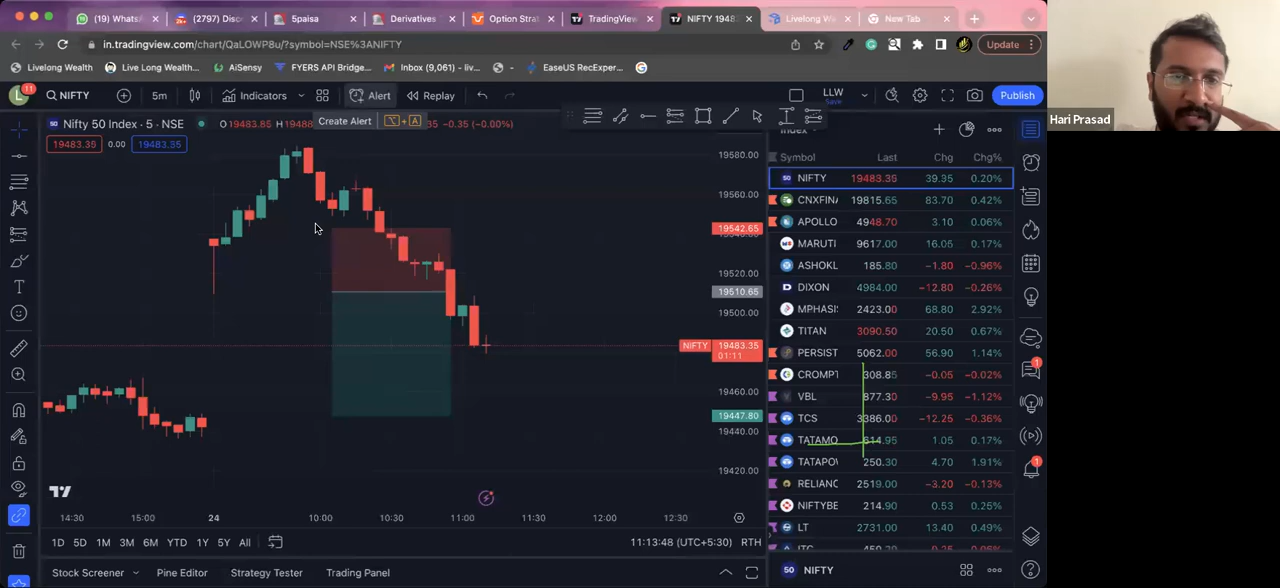 (19) WhatsA
(2797) Disc
5paisa
Derivatives
Option Strat
TradingView
NIFTY 1948
Livelong We
New Tab
in.tradingview.com/chart/QaLOWP8u/?symbol=NSE%3ANIFTY
Update
Livelong Wealth
Live Long Wealth...
AiSensy
FYERS API Bridge...
Inbox (9,061) - liv...
EaseUS RecExper...
L
11
NIFTY
5m
Indicators
Alert
Replay
LLW
Save
Publish
Create Alert
+ A
Nifty 50 Index · 5 · NSE
O19483.85
35 -0.35 (-0.00%)
19483.35
0.00
19483.35
Index
Symbol Last Chg Chg%
NIFTY 19483.35 39.35 0.20%
CNXFINA 19815.65 83.70 0.42%
APOLLO 4948.70 3.10 0.06%
MARUTI 9617.00 16.05 0.17%
ASHOKL 185.80 -1.80 -0.96%
DIXON 4984.00 -12.80 -0.26%
MPHASI 2423.00 68.80 2.92%
TITAN 3090.50 20.50 0.67%
PERSIST 5062.00 56.90 1.14%
CROMPT 308.85 -0.05 -0.02%
VBL 877.30 -9.95 -1.12%
TCS 3386.00 -12.25 -0.36%
TATAMO 614.95 1.05 0.17%
TATAPO 250.30 4.70 1.91%
RELIANC 2519.00 -3.20 -0.13%
NIFTYBE 214.90 0.53 0.25%
LT 2731.00 13.40 0.49%
NIFTY
19580.00
19560.00
19542.65
19520.00
19510.65
19500.00
NIFTY 19483.35
01:11
19460.00
19447.80
19440.00
19420.00
14:30 15:00 24 10:00 10:30 11:00 11:30 12:00 12:30
1D 5D 1M 3M 6M YTD 1Y 5Y All
11:13:48 (UTC+5:30) RTH
Stock Screener
Pine Editor
Strategy Tester
Trading Panel
Hari Prasad